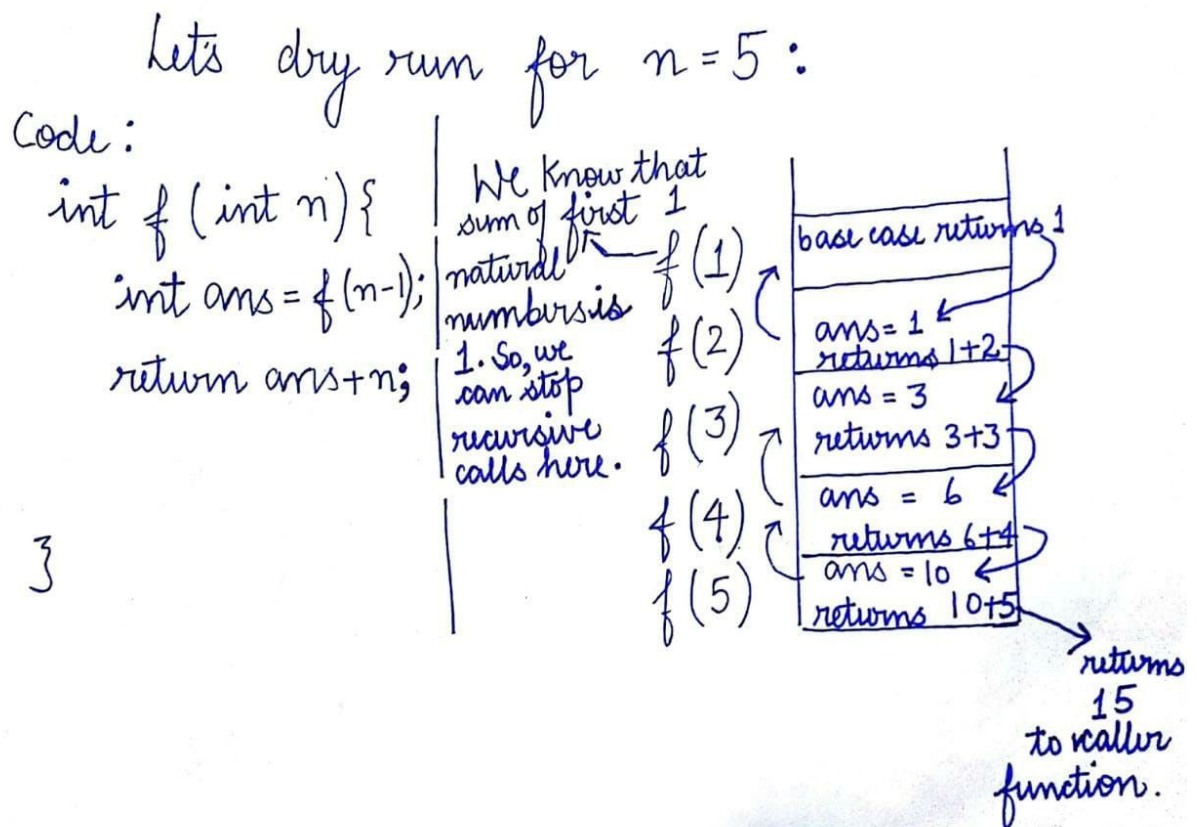 Let's dry run for n = 5 :
Code :
int f (int n) {
int ans = f (n-1);
return ans+n;
}
We know that
sum of first 1
natural
numbers is
1. So, we
can stop
recursive
calls here.
f (1)
f (2)
f (3)
f (4)
f (5)
base case returns 1
ans = 1
returns 1+2
ans = 3
returns 3+3
ans = 6
returns 6+4
ans = 10
returns 10+5
returns
15
to caller
function.